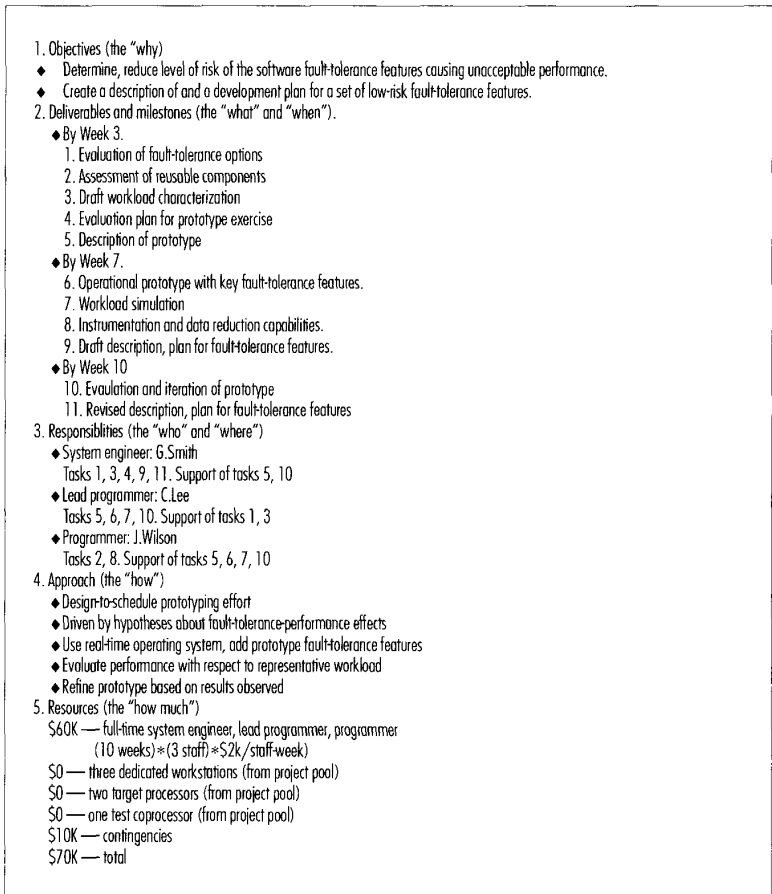 1. Objectives (the “why)
♦ Determine, reduce level of risk of the software fault-tolerance features causing unacceptable performance.
♦ Create a description of and a development plan for a set of low-risk fault-tolerance features.
2. Deliverables and milestones (the “what” and “when”).
♦ By Week 3.
1. Evaluation of fault-tolerance options
2. Assessment of reusable components
3. Draft workload characterization
4. Evaluation plan for prototype exercise
5. Description of prototype
♦ By Week 7.
6. Operational prototype with key fault-tolerance features.
7. Workload simulation
8. Instrumentation and data reduction capabilities.
9. Draft description, plan for fault-tolerance features.
♦ By Week 10
10. Evaulation and iteration of prototype
11. Revised description, plan for fault-tolerance features
3. Responsiblities (the “who” and “where”)
♦ System engineer: G.Smith
Tasks 1, 3, 4, 9, 11. Support of tasks 5, 10
♦ Lead programmer: C.Lee
Tasks 5, 6, 7, 10. Support of tasks 1, 3
♦ Programmer: J.Wilson
Tasks 2, 8. Support of tasks 5, 6, 7, 10
4. Approach (the “how”)
♦ Design-to-schedule prototyping effort
♦ Driven by hypotheses about fault-tolerance-performance effects
♦ Use real-time operating system, add prototype fault-tolerance features
♦ Evaluate performance with respect to representative workload
♦ Refine prototype based on results observed
5. Resources (the “how much”)
$60K — full-time system engineer, lead programmer, programmer
(10 weeks)*(3 staff)*$2k/staff-week)
$0 — three dedicated workstations (from project pool)
$0 — two target processors (from project pool)
$0 — one test coprocessor (from project pool)
$10K — contingencies
$70K — total